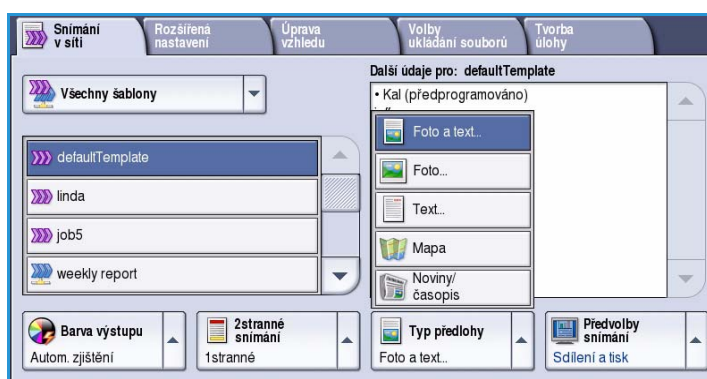 Snímání
v síti
Rozšířená
nastavení
Úprava
vzhledu
Volby
ukládání souborů
Tvorba
úlohy
Všechny šablony
Další údaje pro: defaultTemplate
• Kal (předprogramováno)
defaultTemplate
linda
job5
weekly report
Foto a text...
Foto...
Text...
Mapa
Noviny/
časopis
Barva výstupu
Autom. zjištění
2stranné
snímání
1stranné
Typ předlohy
Foto a text...
Předvolby
snímání
Sdílení a tisk